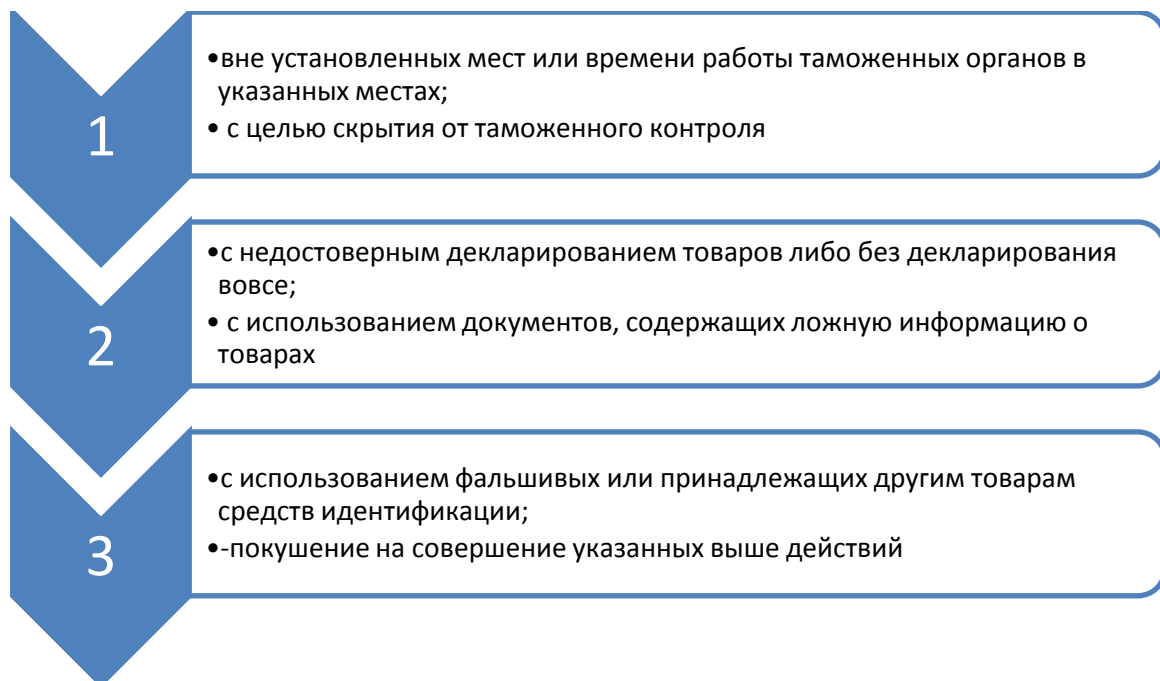 1
•вне установленных мест или времени работы таможенных органов в
указанных местах;
• с целью скрытия от таможенного контроля
2
•с недостоверным декларированием товаров либо без декларирования
вовсе;
• с использованием документов, содержащих ложную информацию о
товарах
3
•с использованием фальшивых или принадлежащих другим товарам
средств идентификации;
•-покушение на совершение указанных выше действий